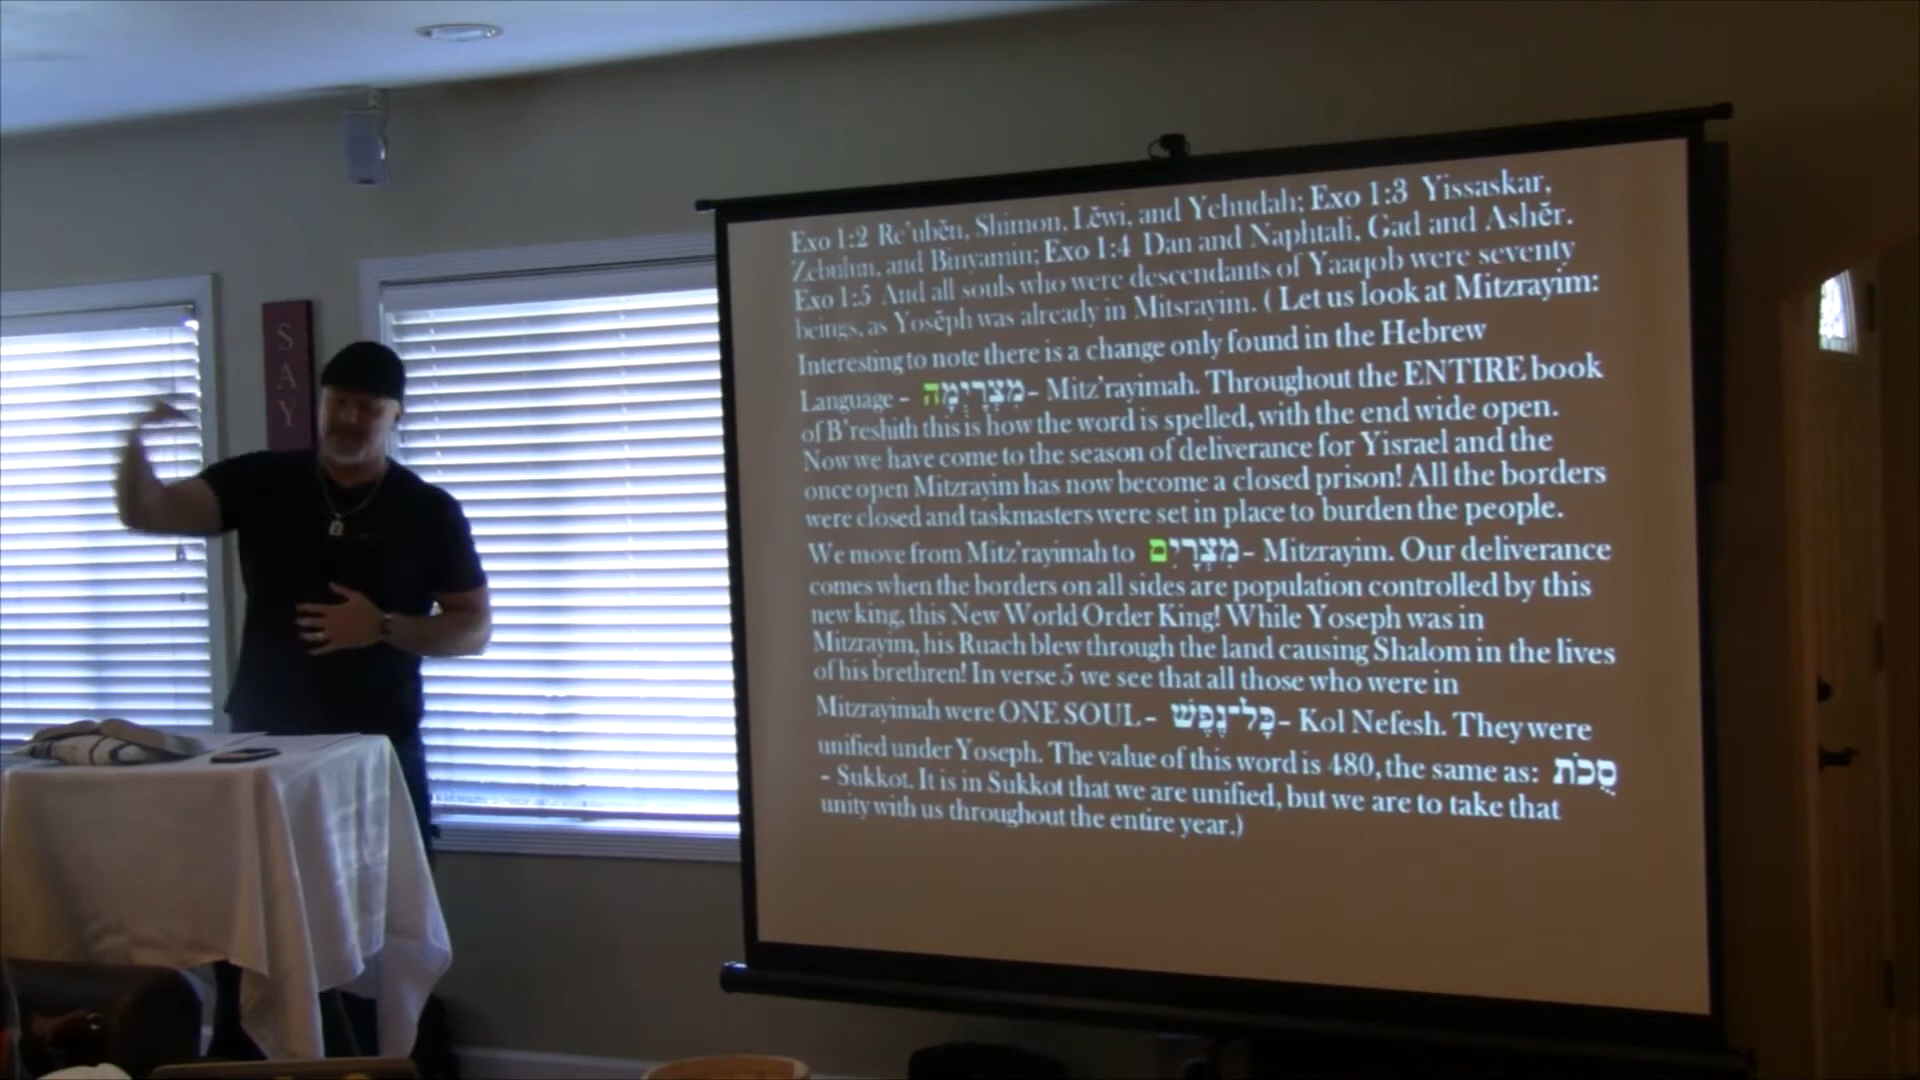 SAY
Exo 1:2 Re'ubĕn, Shimon, Lĕwi, and Yehudah; Exo 1:3 Yissaskar,
Zebulun, and Binyamin; Exo 1:4 Dan and Naphtali, Gad and Ashĕr.
Exo 1:5 And all souls who were descendants of Yaaqob were seventy
beings, as Yosĕph was already in Mitsrayim. ( Let us look at Mitzrayim:
Interesting to note there is a change only found in the Hebrew
Language - מִצְרָיְמָה - Mitz'rayimah. Throughout the ENTIRE book
of B'reshith this is how the word is spelled, with the end wide open.
Now we have come to the season of deliverance for Yisrael and the
once open Mitzrayim has now become a closed prison! All the borders
were closed and taskmasters were set in place to burden the people.
We move from Mitz'rayimah to מִצְרָיִם - Mitzrayim. Our deliverance
comes when the borders on all sides are population controlled by this
new king, this New World Order King! While Yoseph was in
Mitzrayim, his Ruach blew through the land causing Shalom in the lives
of his brethren! In verse 5 we see that all those who were in
Mitzrayimah were ONE SOUL - כָּל־נֶפֶשׁ - Kol Nefesh. They were
unified under Yoseph. The value of this word is 480, the same as: סֻכֹּת
- Sukkot. It is in Sukkot that we are unified, but we are to take that
unity with us throughout the entire year.)